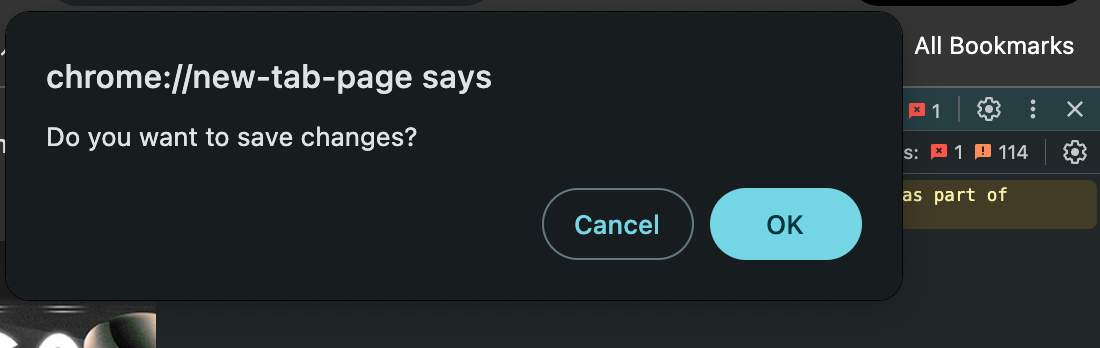 chrome://new-tab-page says
Do you want to save changes?
Cancel
OK
All Bookmarks
1
s: 1 114
as part of